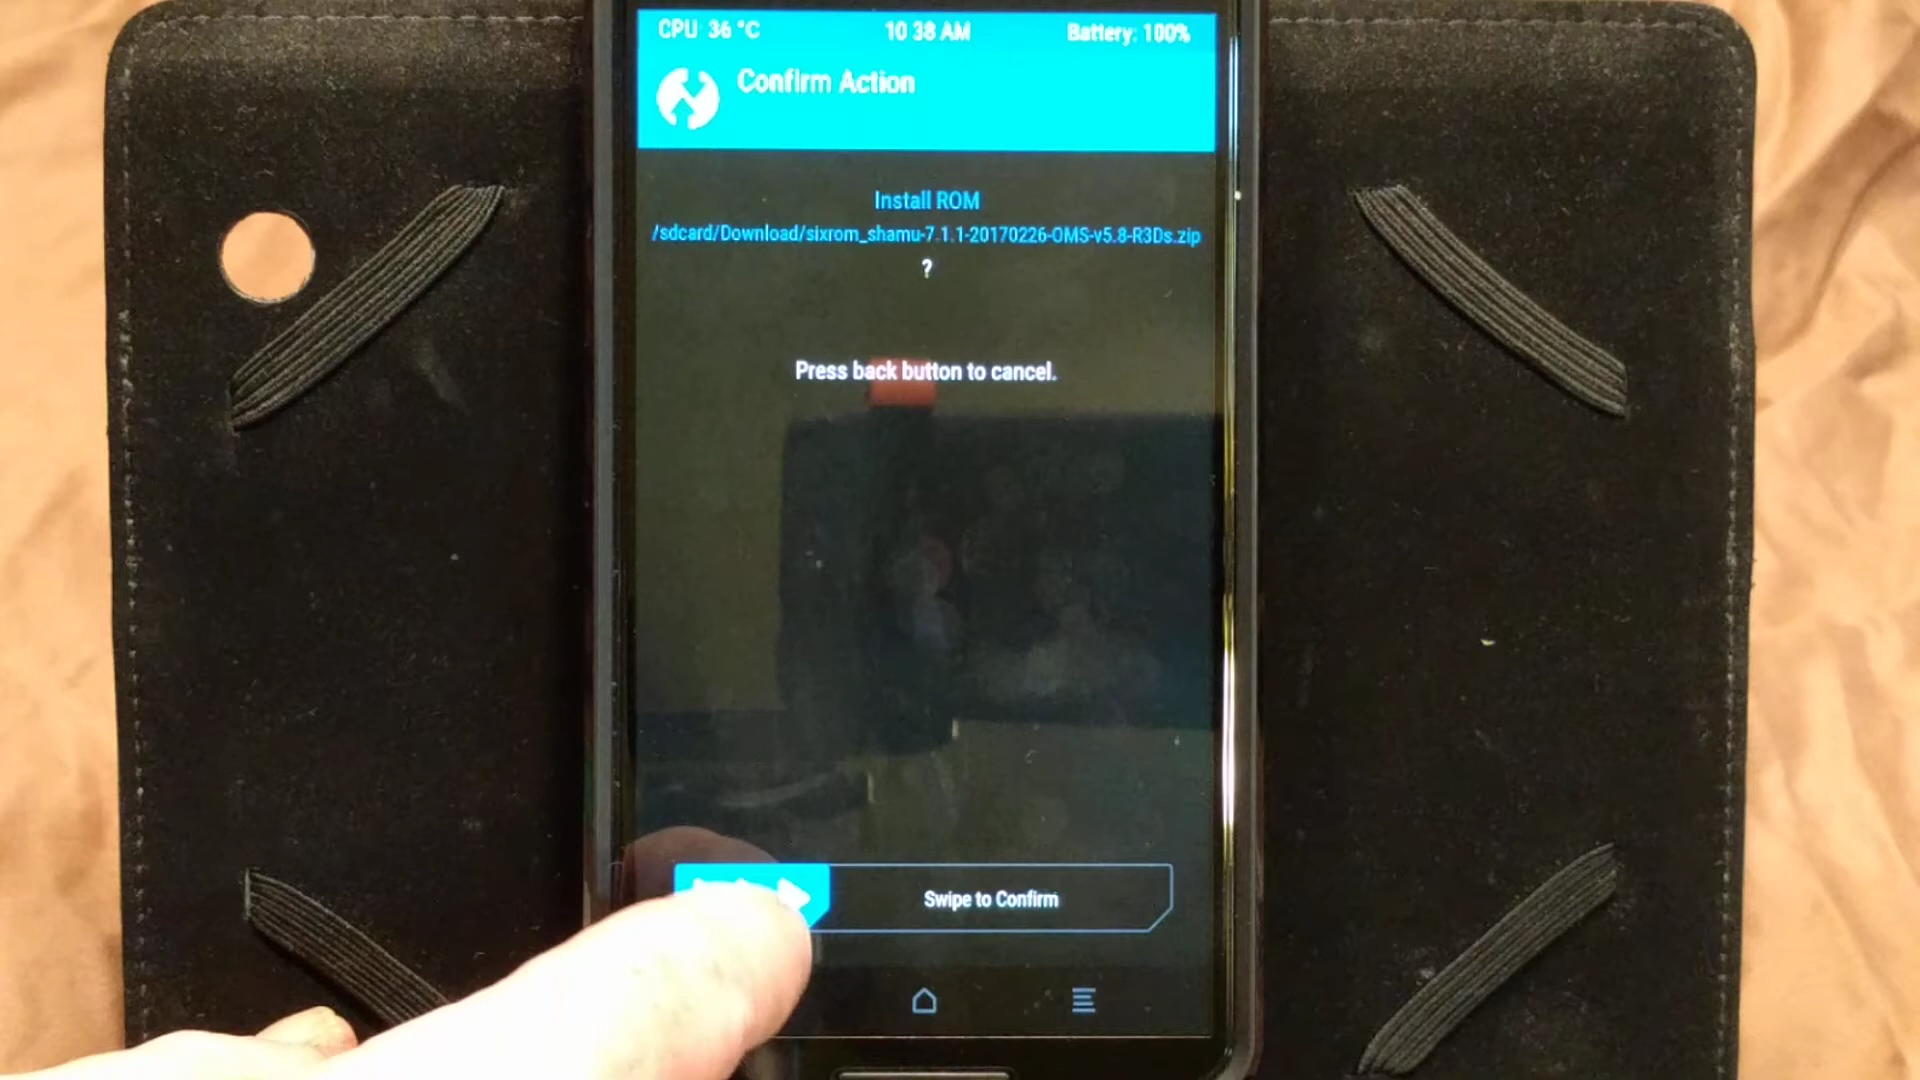 CPU: 36 °C 10 38 AM Battery: 100%
Confirm Action
Install ROM
/sdcard/Download/sixrom_shamu-7.1.1-20170226-OMS-v5.8-R3Ds.zip
?
Press back button to cancel.
Swipe to Confirm